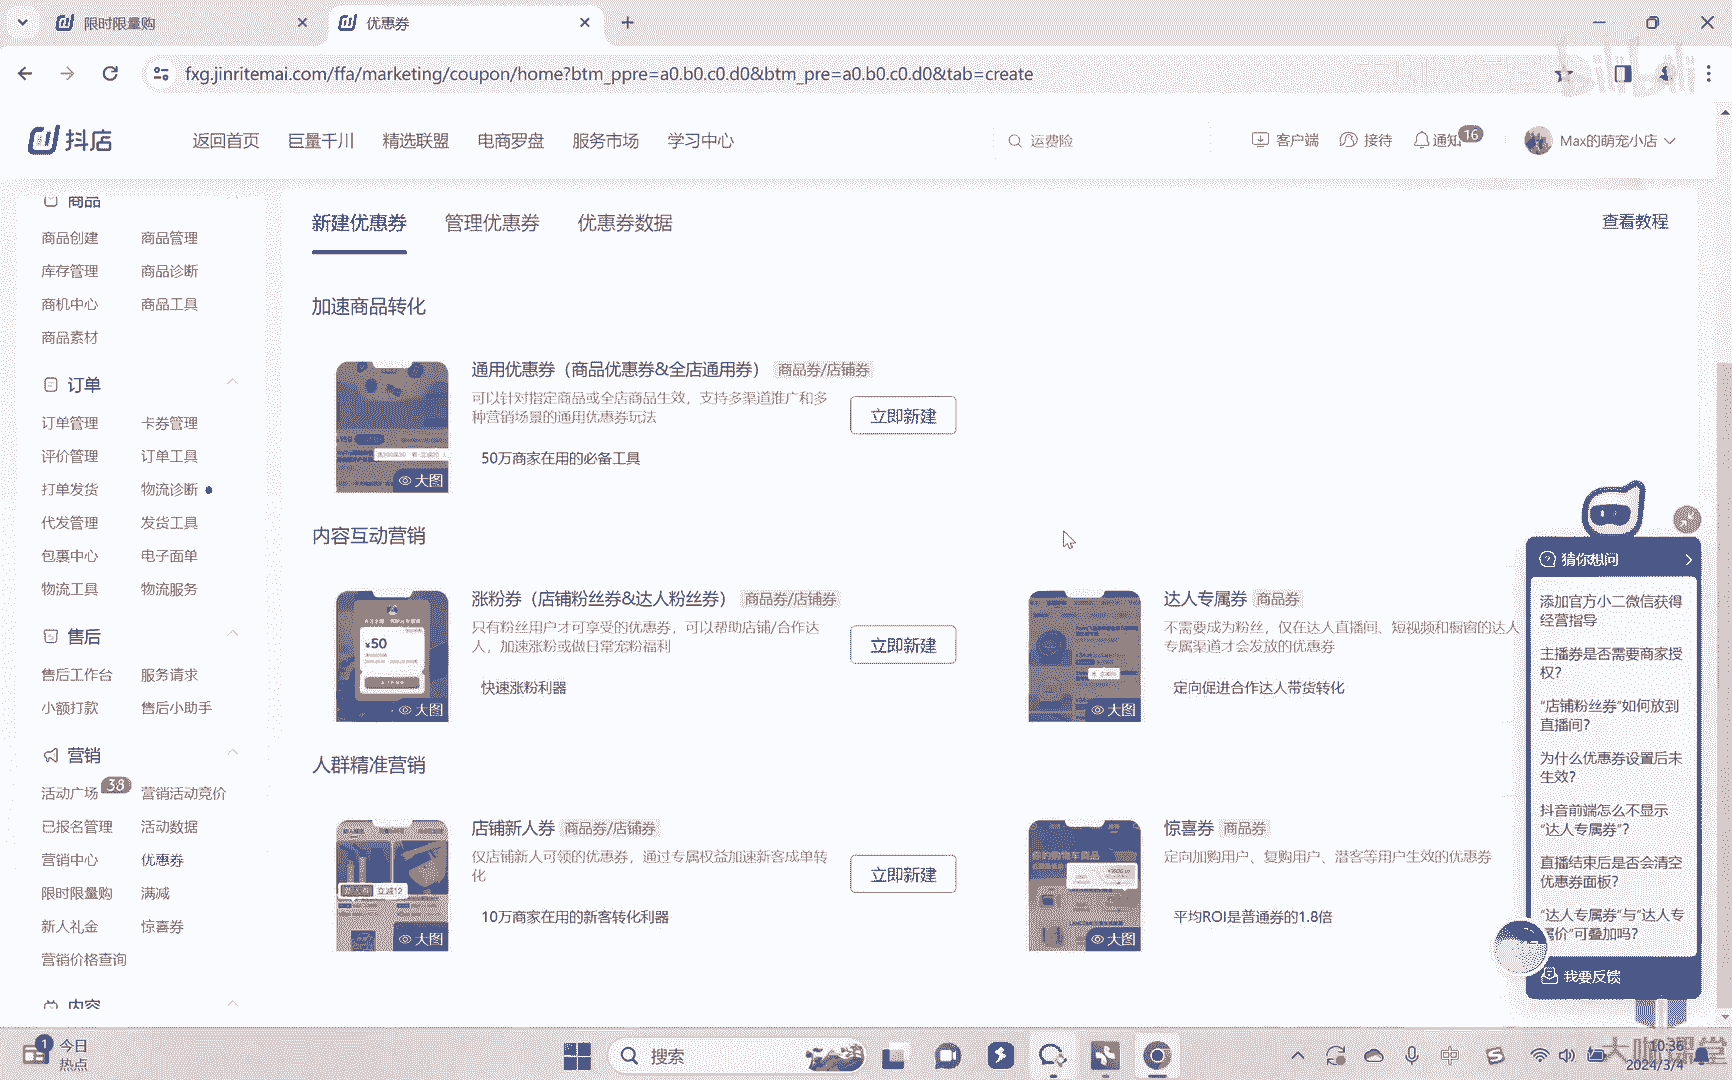 限时限量购
优惠券
fxg.jinritemai.com/ffa/marketing/coupon/home?btm_ppre=a0.b0.c0.d0&btm_pre=a0.b0.c0.d0&tab=create
bilibili
抖店
返回首页
巨量千川
精选联盟
电商罗盘
服务市场
学习中心
运费险
客户端
接待
通知
16
Max的萌宠小店
商品
商品创建 商品管理
库存管理 商品诊断
商机中心 商品工具
商品素材
订单
订单管理 卡券管理
评价管理 订单工具
打单发货 物流诊断
代发管理 发货工具
包裹中心 电子面单
物流工具 物流服务
售后
售后工作台 服务请求
小额打款 售后小助手
营销
活动广场 38 营销活动竞价
已报名管理 活动数据
营销中心 优惠券
限时限量购 满减
新人礼金 惊喜券
营销价格查询
内容
新建优惠券 管理优惠券 优惠券数据
查看教程
加速商品转化
通用优惠券（商品优惠券&全店通用券） 商品券/店铺券
可以针对指定商品或全店商品生效，支持多渠道推广和多
种营销场景的通用优惠券玩法
立即新建
50万商家在用的必备工具
大图
内容互动营销
涨粉券（店铺粉丝券&达人粉丝券） 商品券/店铺券
只有粉丝用户才可享受的优惠券，可以帮助店铺/合作达
人，加速涨粉或做日常宠粉福利
立即新建
快速涨粉利器
¥50
大图
达人专属券 商品券
不需要成为粉丝，仅在达人直播间、短视频和橱窗的达人
专属渠道才会发放的优惠券
定向促进合作达人带货转化
大图
人群精准营销
店铺新人券 商品券/店铺券
仅店铺新人可领的优惠券，通过专属权益加速新客成单转
化
立即新建
10万商家在用的新客转化利器
立减12
大图
惊喜券 商品券
定向加购用户、复购用户、潜客等用户生效的优惠券
平均ROI是普通券的1.8倍
大图
猜你想问
添加官方小二微信获得
经营指导
主播券是否需要商家授
权?
“店铺粉丝券”如何放到
直播间?
为什么优惠券设置后未
生效?
抖音前端怎么不显示
“达人专属券”?
直播结束后是否会清空
优惠券面板?
“达人专属券”与“达人专
属价”可叠加吗?
我要反馈
1
今日
热点
搜索
中
10:36
2024/3/4
大咖课堂